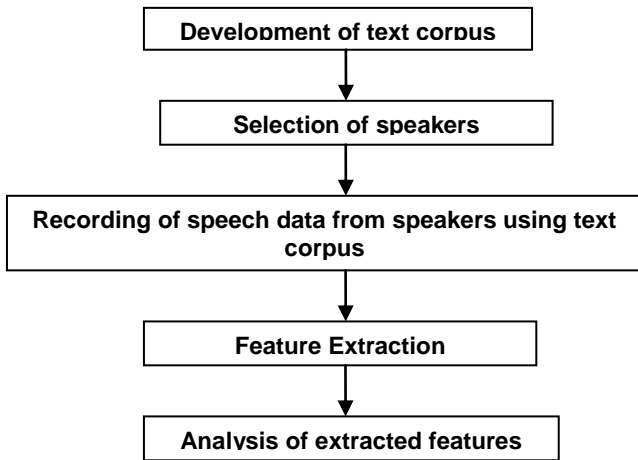 Development of text corpus
Selection of speakers
Recording of speech data from speakers using text
corpus
Feature Extraction
Analysis of extracted features